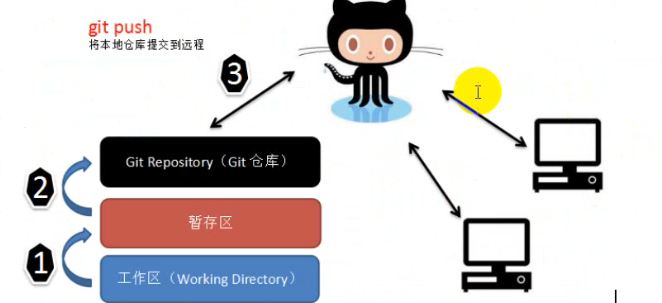 git push
将本地仓库提交到远程
3
Git Repository（Git 仓库）
2
暂存区
1
工作区（Working Directory）